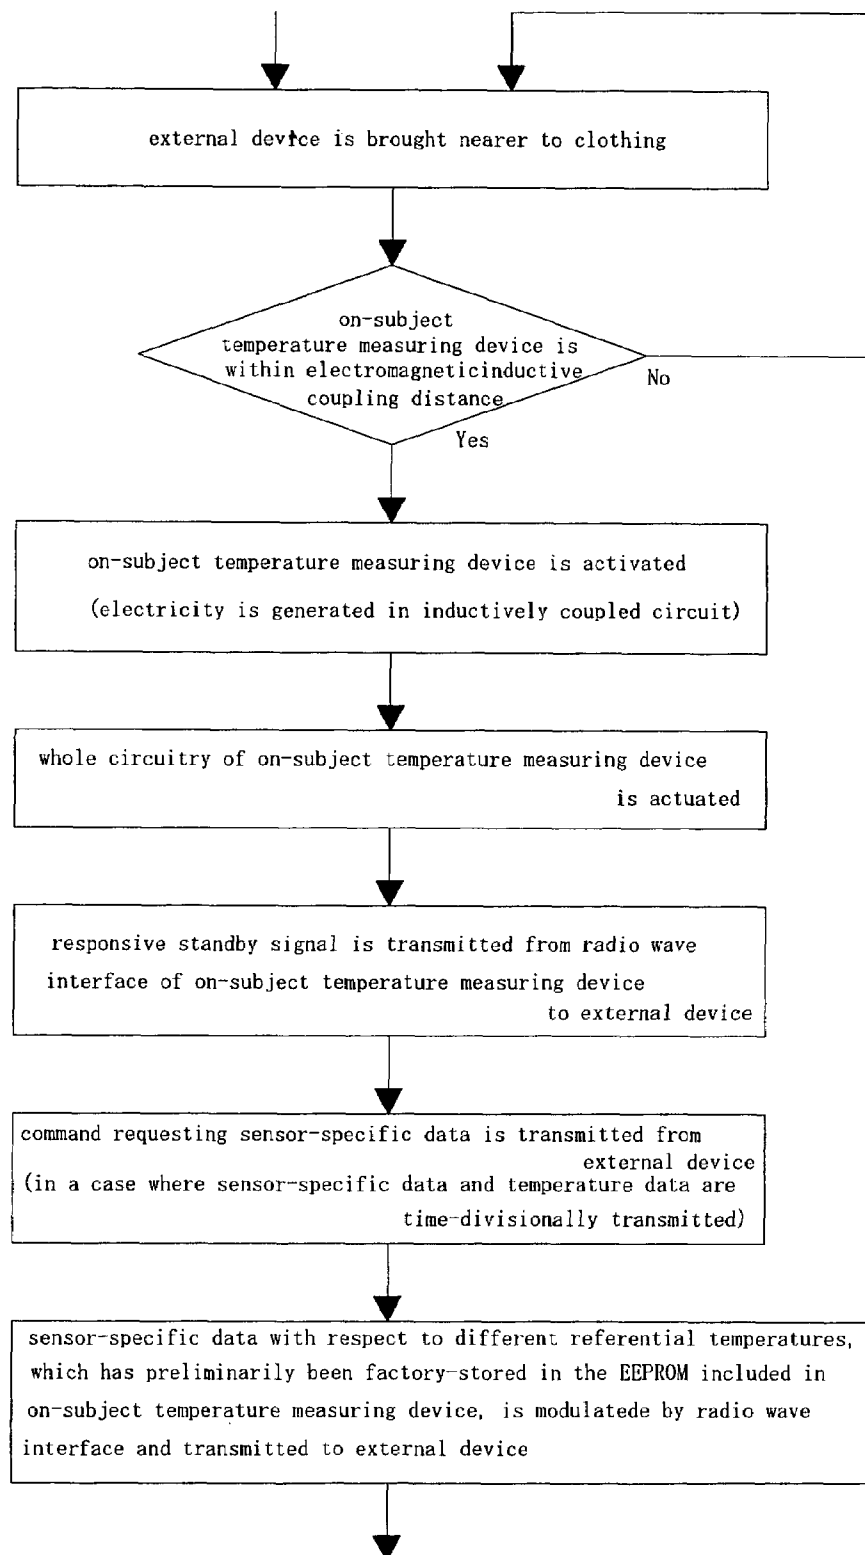 external device is brought nearer to clothing
on-subject
temperature measuring device is
within electromagneticinductive
coupling distance
No
Yes
on-subject temperature measuring device is activated
(electricity is generated in inductively coupled circuit)
whole circuitry of on-subject temperature measuring device
is actuated
responsive standby signal is transmitted from radio wave
interface of on-subject temperature measuring device
to external device
command requesting sensor-specific data is transmitted from
external device
(in a case where sensor-specific data and temperature data are
time-divisionally transmitted)
sensor-specific data with respect to different referential temperatures,
which has preliminarily been factory-stored in the EEPROM included in
on-subject temperature measuring device, is modulatede by radio wave
interface and transmitted to external device